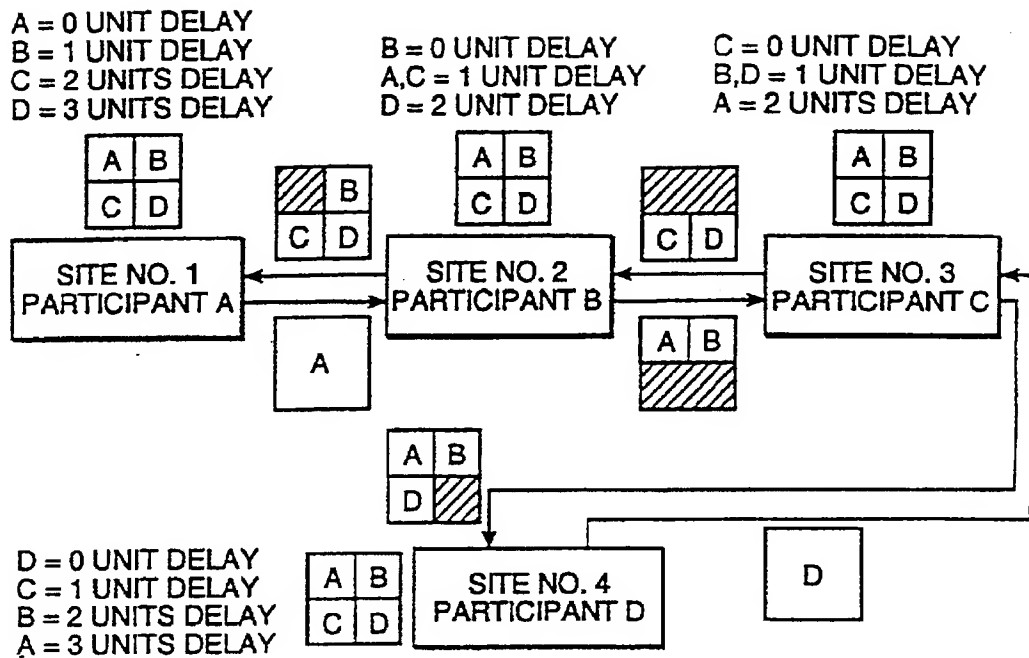 A = 0 UNIT DELAY
B = 1 UNIT DELAY
C = 2 UNITS DELAY
D = 3 UNITS DELAY
B = 0 UNIT DELAY
A,C = 1 UNIT DELAY
D = 2 UNIT DELAY
C = 0 UNIT DELAY
B,D = 1 UNIT DELAY
A = 2 UNITS DELAY
A B
C D
B
C D
A B
C D
C D
A B
C D
SITE NO. 1
PARTICIPANT A
SITE NO. 2
PARTICIPANT B
SITE NO. 3
PARTICIPANT C
A
A B
A B
D
D = 0 UNIT DELAY
C = 1 UNIT DELAY
B = 2 UNITS DELAY
A = 3 UNITS DELAY
A B
C D
SITE NO. 4
PARTICIPANT D
D